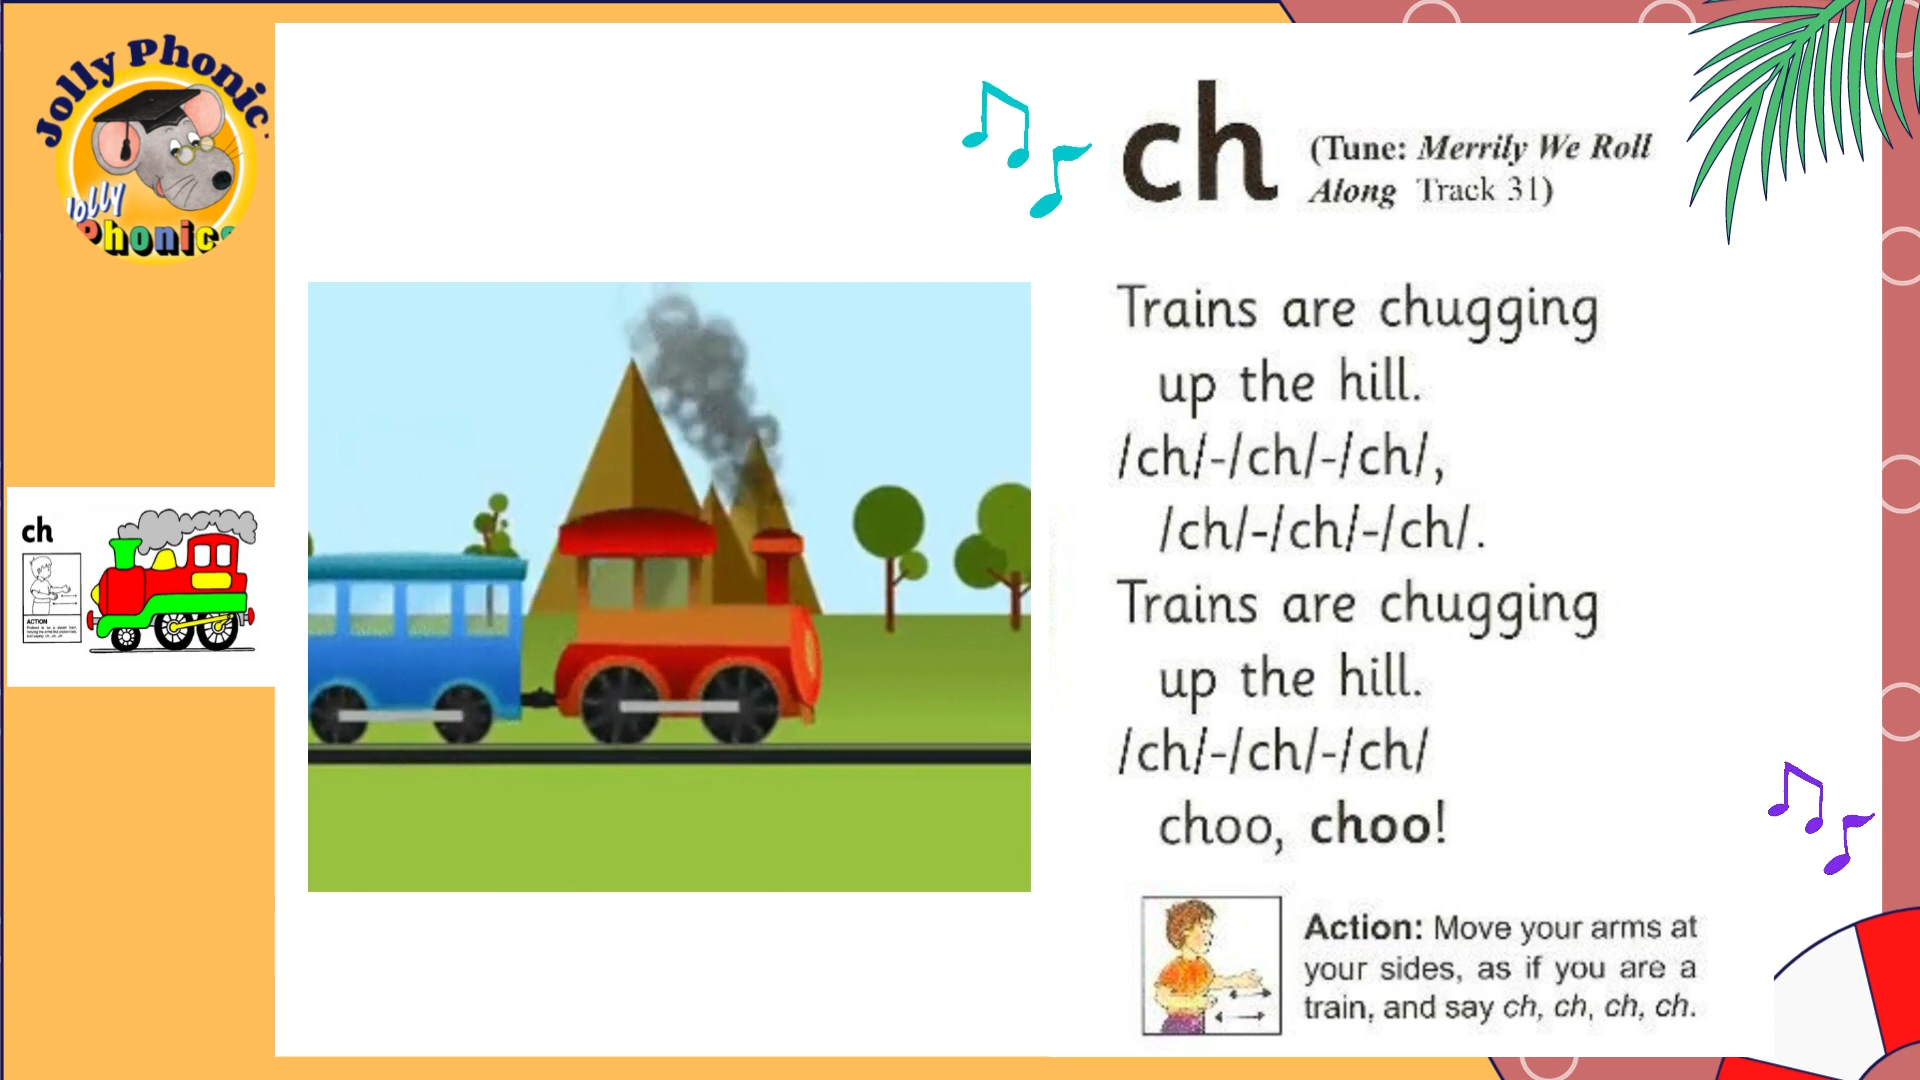 Jolly Phonic
Jolly
Phonics
ch
(Tune: Merrily We Roll
Along Track 31)
Trains are chugging
up the hill.
/ch/-/ch/-/ch/,
/ch/-/ch/-/ch/.
Trains are chugging
up the hill.
/ch/-/ch/-/ch/
choo, choo!
Action: Move your arms at
your sides, as if you are a
train, and say ch, ch, ch, ch.
ch
ACTION